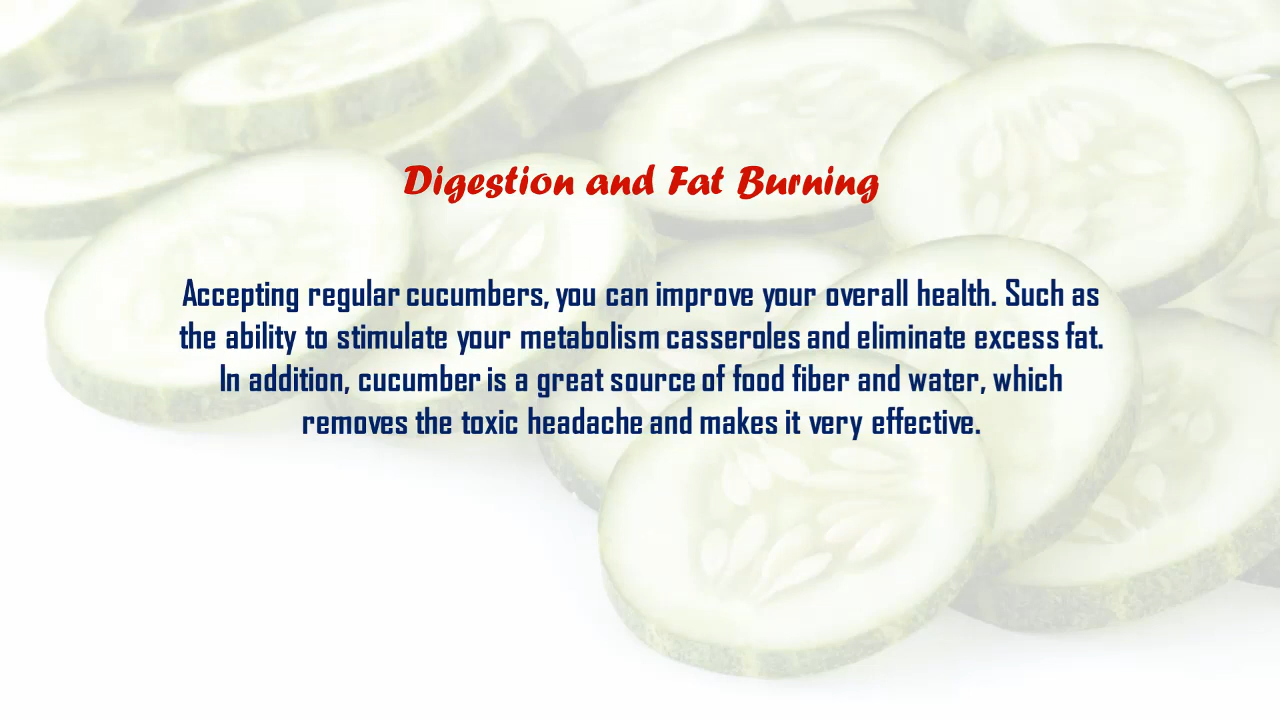 Digestion and Fat Burning
Accepting regular cucumbers, you can improve your overall health. Such as
the ability to stimulate your metabolism casseroles and eliminate excess fat.
In addition, cucumber is a great source of food fiber and water, which
removes the toxic headache and makes it very effective.